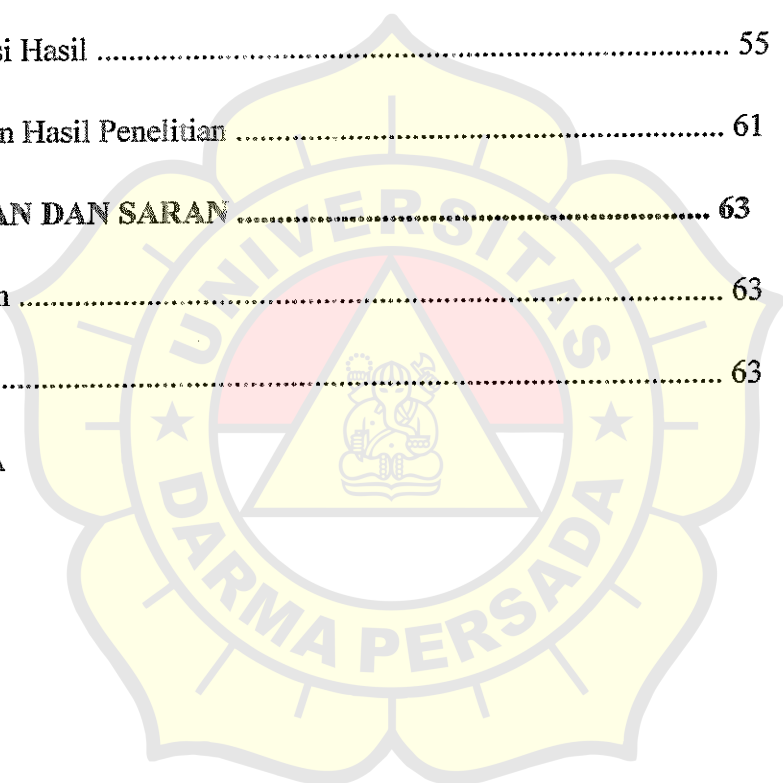 si Hasil ........................................................................ 55
n Hasil Penelitian ........................................................ 61
AN DAN SARAN ...................................................... 63
n ................................................................................ 63
.................................................................................. 63
A
UNIVERSITAS
DARMA PERSADA